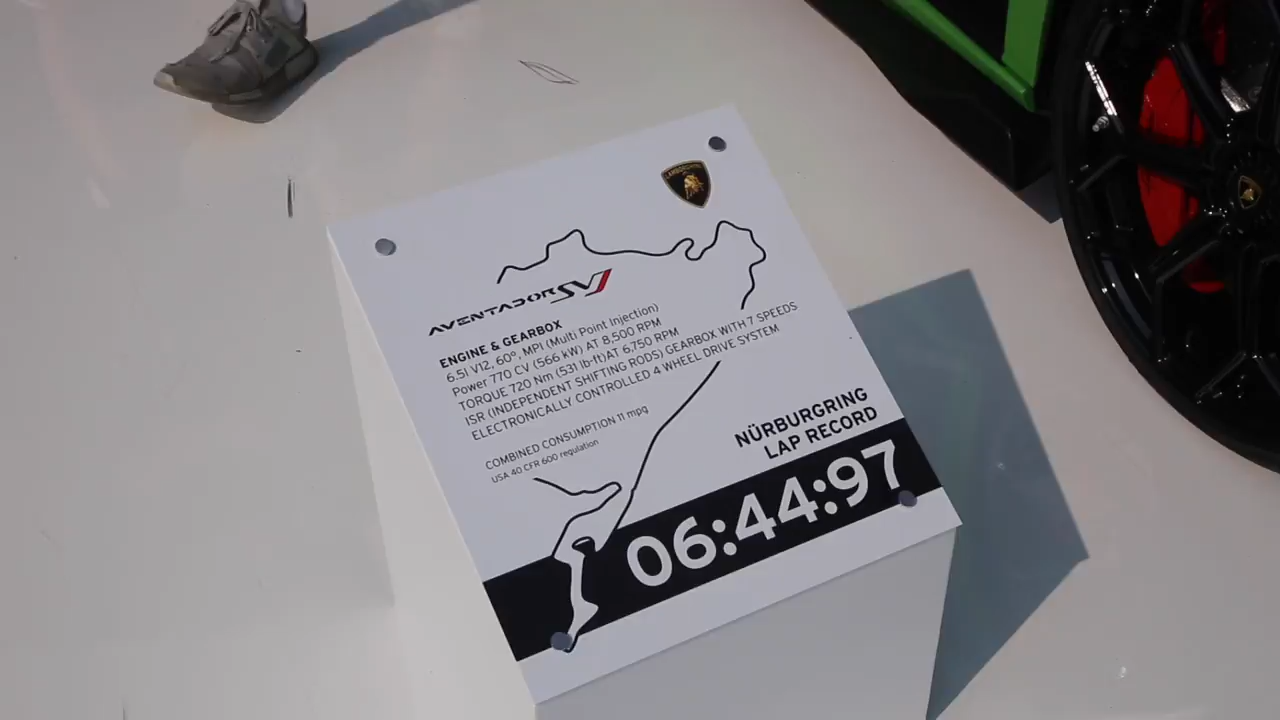 LAMBORGHINI
AVENTADOR SVJ
ENGINE & GEARBOX
6.5l V12, 60°, MPI (Multi Point Injection)
Power 770 CV (566 kW) AT 8,500 RPM
TORQUE 720 Nm (531 lb-ft)AT 6,750 RPM
ISR (INDEPENDENT SHIFTING RODS) GEARBOX WITH 7 SPEEDS
ELECTRONICALLY CONTROLLED 4 WHEEL DRIVE SYSTEM
COMBINED CONSUMPTION 11 mpg
USA 40 CFR 600 regulation
NÜRBURGRING
LAP RECORD
06:44:97